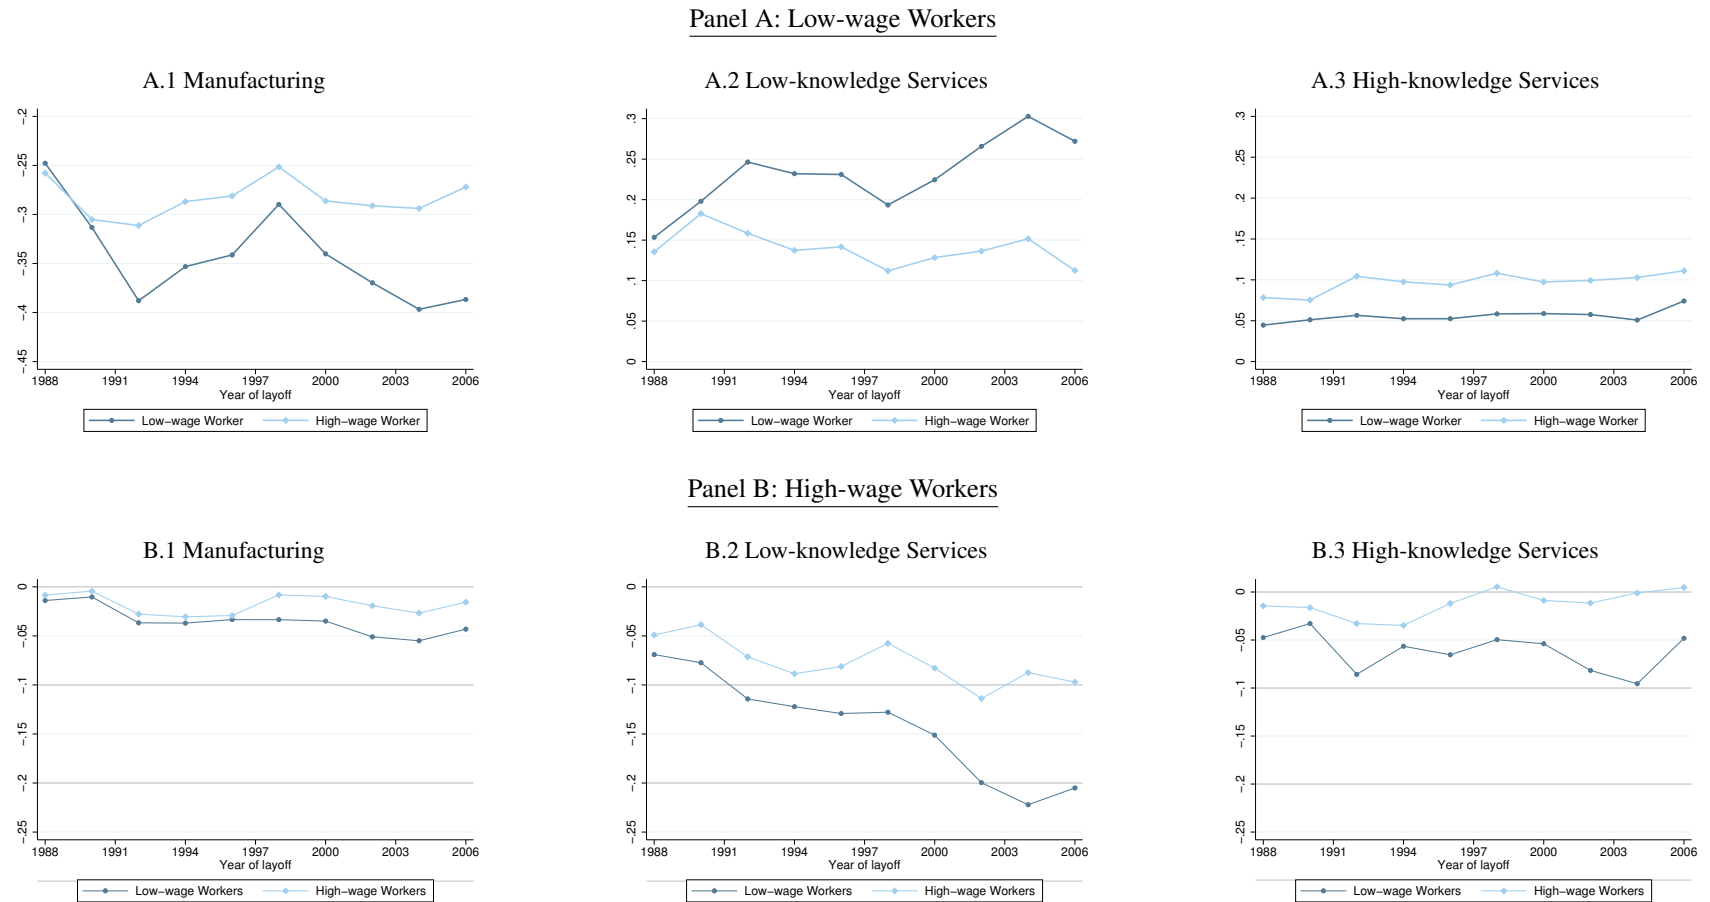 Panel A: Low-wage Workers
A.1 Manufacturing
−.2
−.25
−.3
−.35
−.4
−.45
1988 1991 1994 1997 2000 2003 2006
Year of layoff
Low−wage Worker High−wage Worker
A.2 Low-knowledge Services
.3
.25
.2
.15
.1
.05
0
1988 1991 1994 1997 2000 2003 2006
Year of layoff
Low−wage Worker High−wage Worker
A.3 High-knowledge Services
.3
.25
.2
.15
.1
.05
0
1988 1991 1994 1997 2000 2003 2006
Year of layoff
Low−wage Worker High−wage Worker
Panel B: High-wage Workers
B.1 Manufacturing
0
−.05
−.1
−.15
−.2
−.25
1988 1991 1994 1997 2000 2003 2006
Year of layoff
Low−wage Workers High−wage Workers
B.2 Low-knowledge Services
0
−.05
−.1
−.15
−.2
−.25
1988 1991 1994 1997 2000 2003 2006
Year of layoff
Low−wage Workers High−wage Workers
B.3 High-knowledge Services
0
−.05
−.1
−.15
−.2
−.25
1988 1991 1994 1997 2000 2003 2006
Year of layoff
Low−wage Workers High−wage Workers